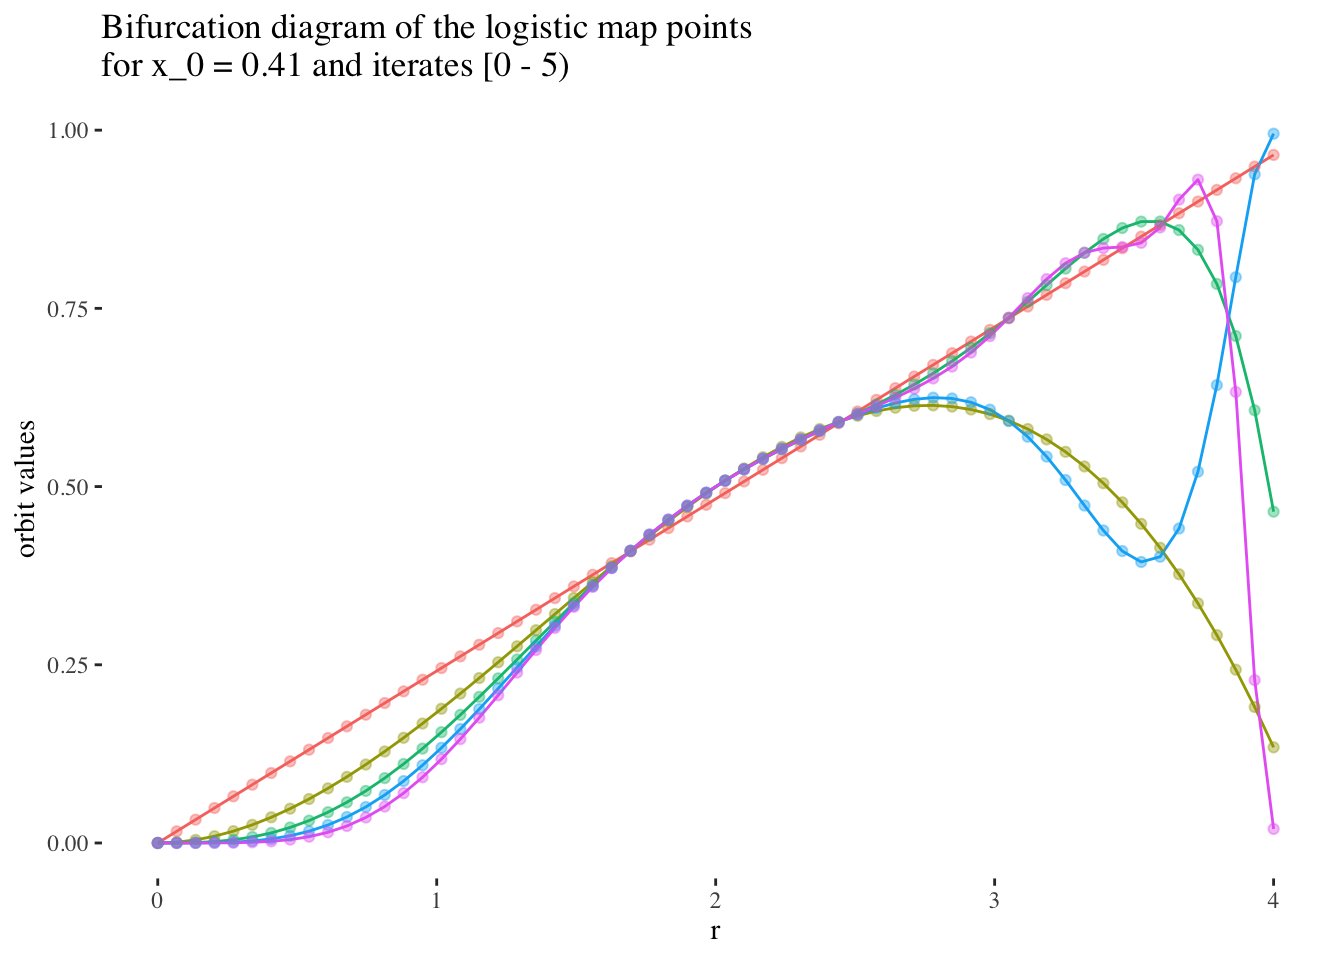 Bifurcation diagram of the logistic map points
for x_0 = 0.41 and iterates [0 - 5)
1.00
0.75
0.50
0.25
0.00
orbit values
0 1 2 3 4
r